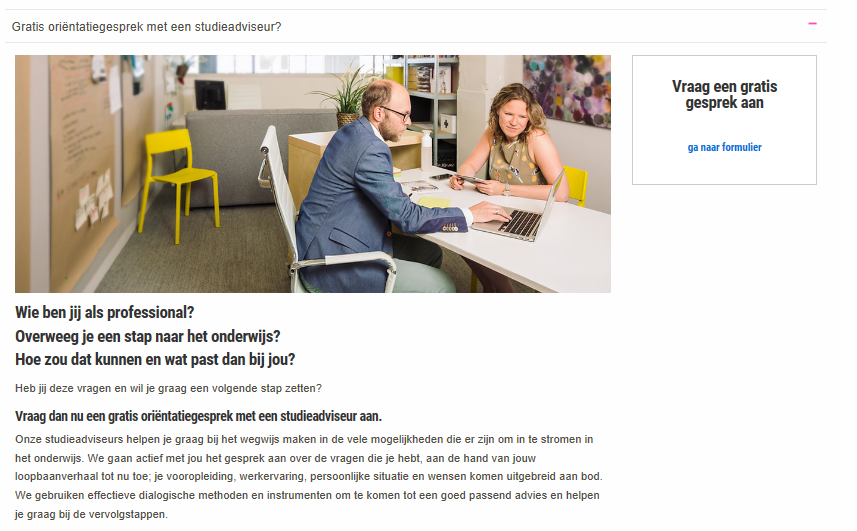 Gratis oriëntatiegesprek met een studieadviseur?
Vraag een gratis
gesprek aan
ga naar formulier
Wie ben jij als professional?
Overweeg je een stap naar het onderwijs?
Hoe zou dat kunnen en wat past dan bij jou?
Heb jij deze vragen en wil je graag een volgende stap zetten?
Vraag dan nu een gratis oriëntatiegesprek met een studieadviseur aan.
Onze studieadviseurs helpen je graag bij het wegwijs maken in de vele mogelijkheden die er zijn om in te stromen in
het onderwijs. We gaan actief met jou het gesprek aan over de vragen die je hebt, aan de hand van jouw
loopbaanverhaal tot nu toe; je vooropleiding, werkervaring, persoonlijke situatie en wensen komen uitgebreid aan bod.
We gebruiken effectieve dialogische methoden en instrumenten om te komen tot een goed passend advies en helpen
je graag bij de vervolgstappen.